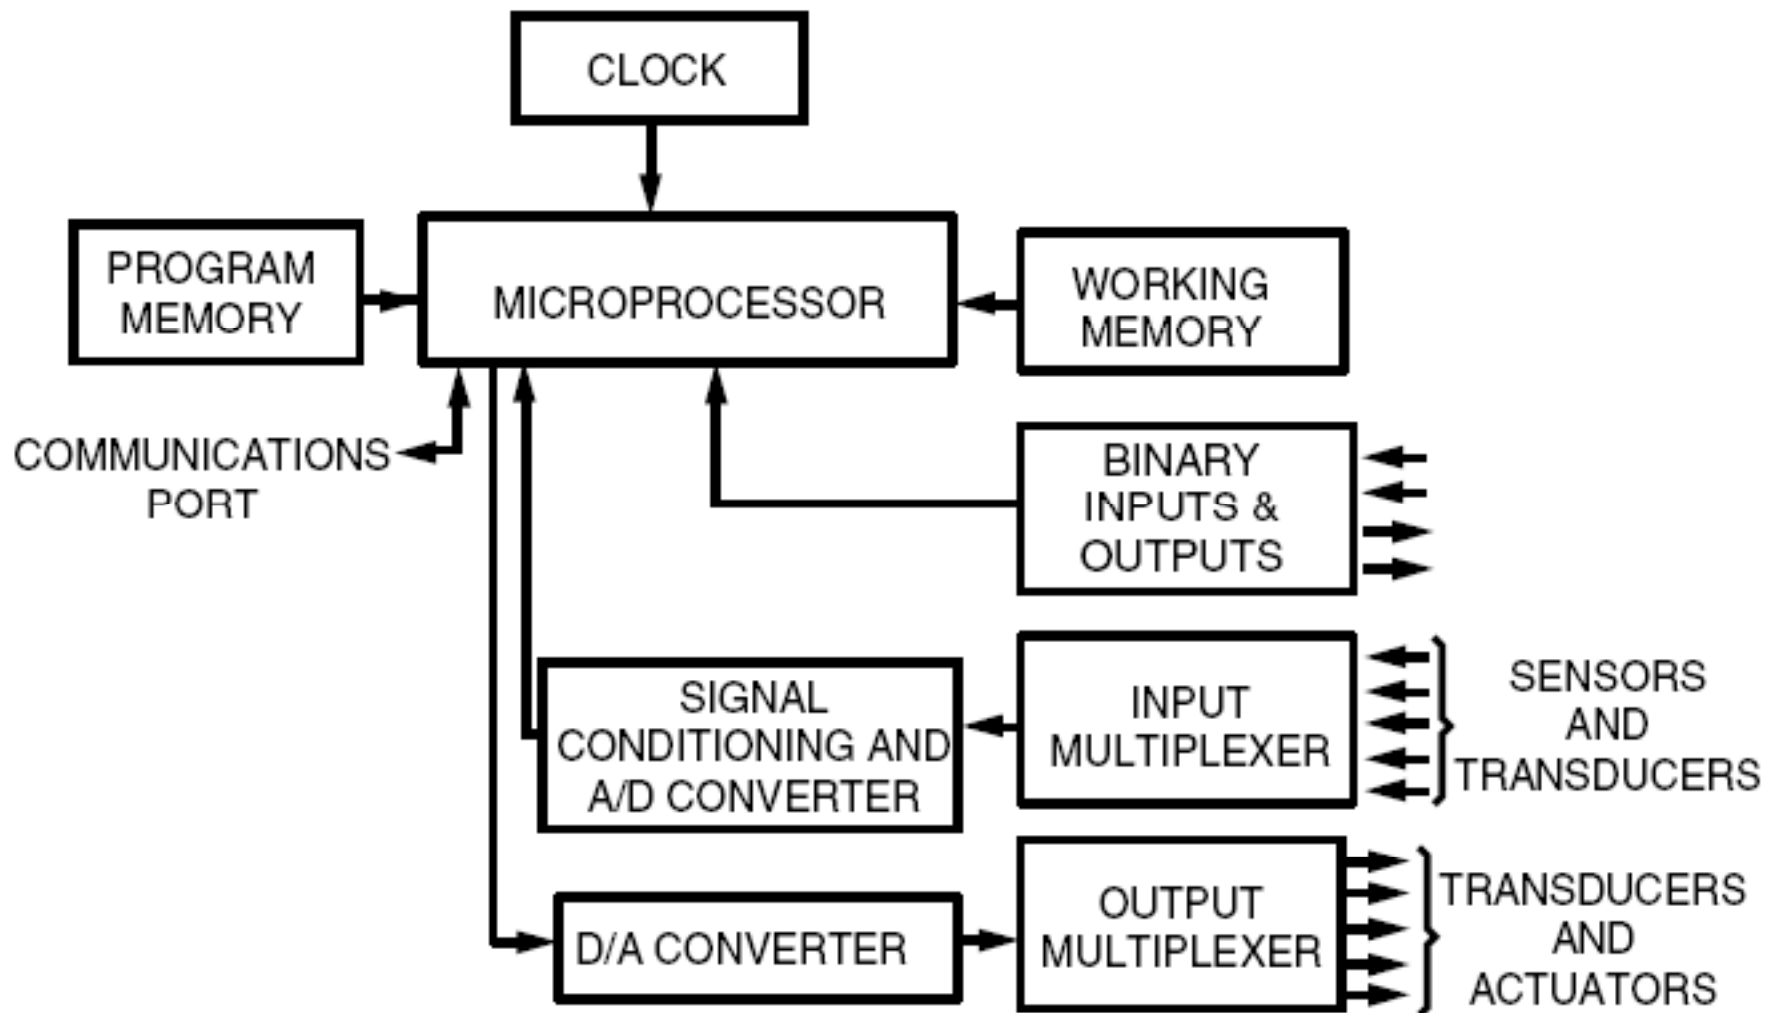 CLOCK
PROGRAM
MEMORY
MICROPROCESSOR
WORKING
MEMORY
COMMUNICATIONS
PORT
BINARY
INPUTS &
OUTPUTS
SIGNAL
CONDITIONING AND
A/D CONVERTER
INPUT
MULTIPLEXER
SENSORS
AND
TRANSDUCERS
D/A CONVERTER
OUTPUT
MULTIPLEXER
TRANSDUCERS
AND
ACTUATORS